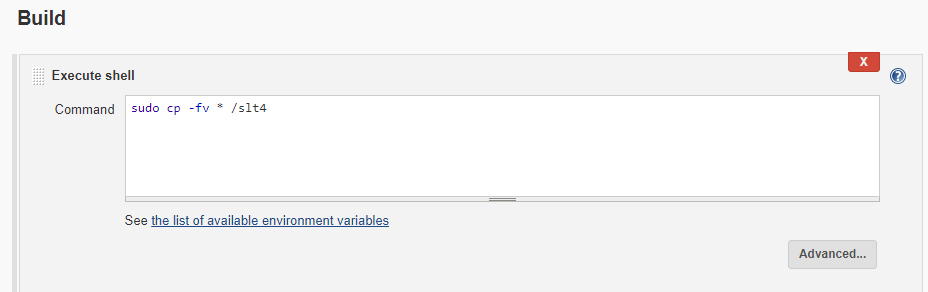 Build
X
Execute shell
?
Command
sudo cp -fv * /slt4
See the list of available environment variables
Advanced...